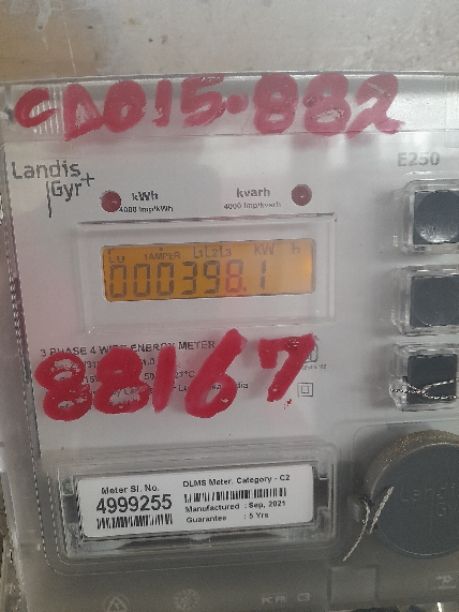 CD015.882
E250
Landis
Gyr+
kWh
4000 Imp/kWh
kvarh
4000 Imp/kvarh
TAMPER L1L2L3 kW h
000398.1
3 PHASE 4 WIRE ENERGY METER
88167
Meter Sl. No.
4999255
DLMS Meter. Category - C2
Manufactured : Sep, 2021
Guarantee : 5 Yrs
Landis